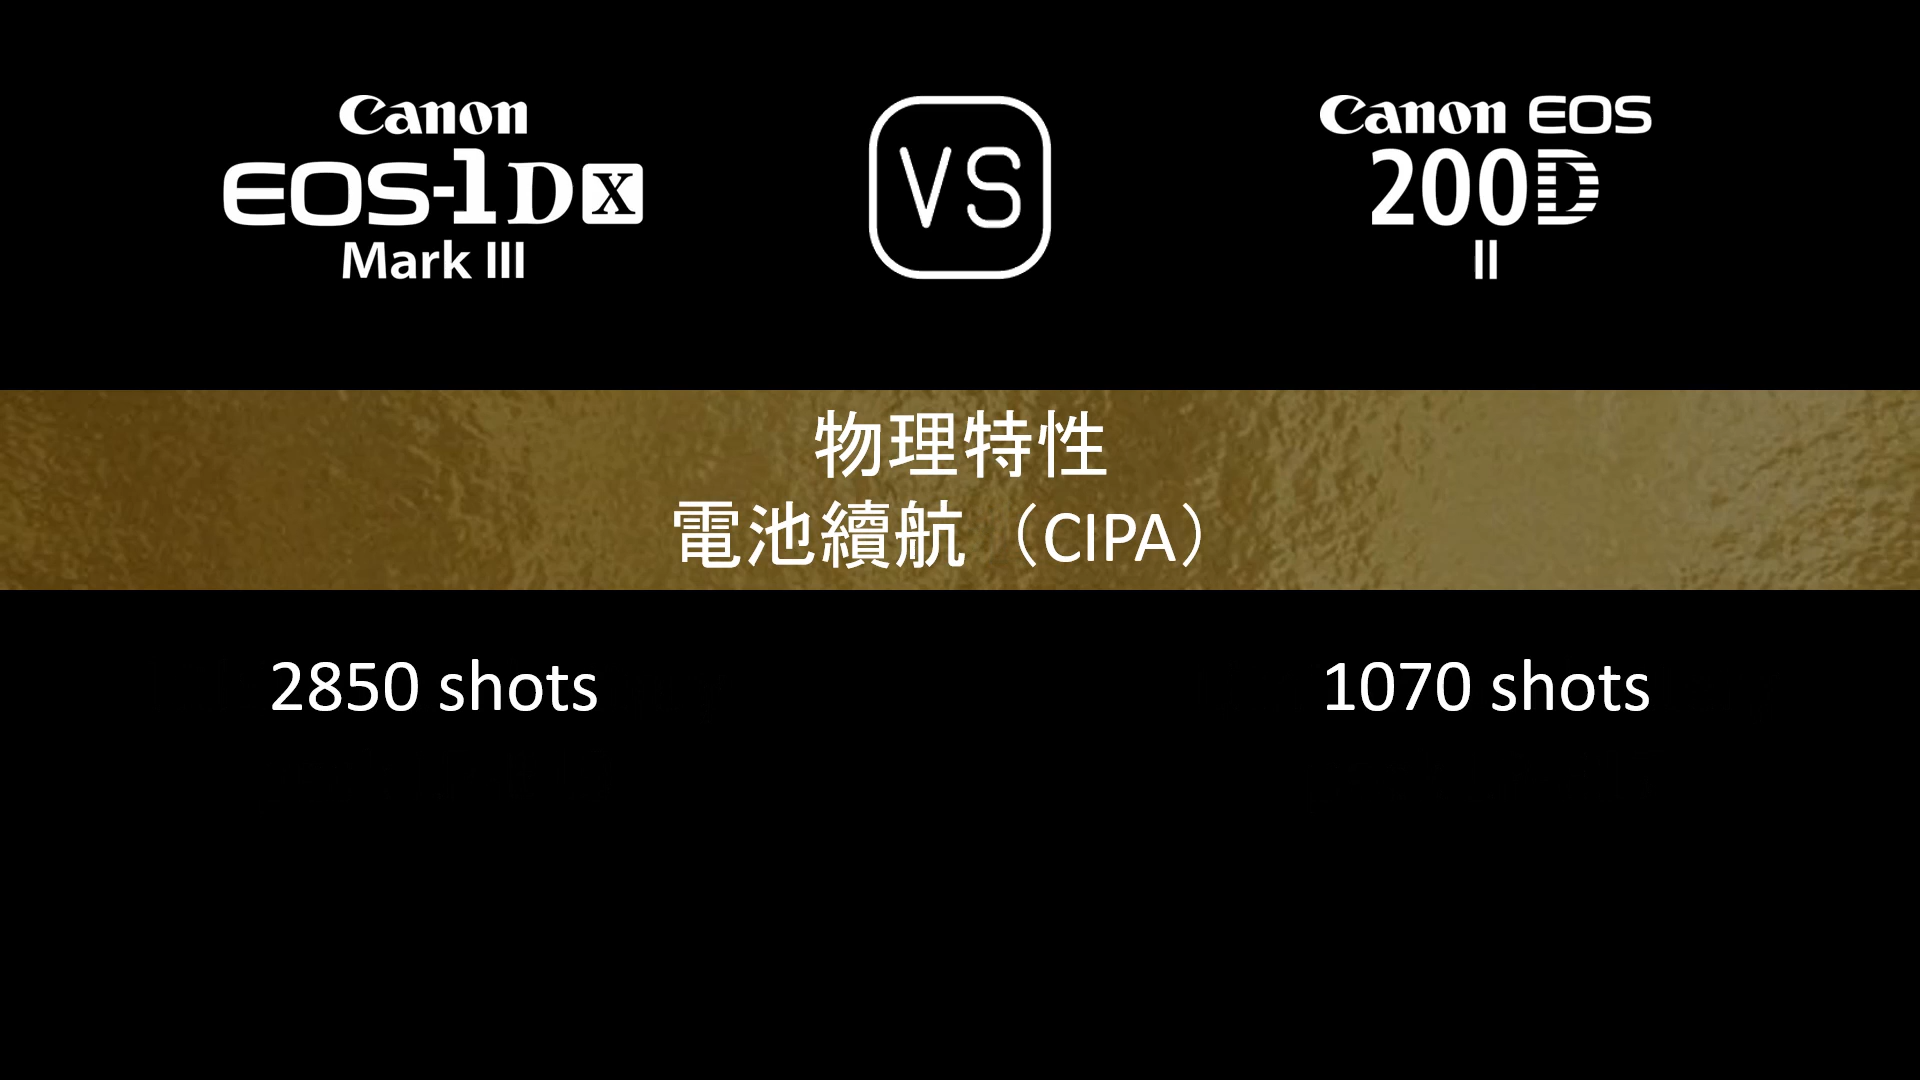 Canon
EOS-1D X
Mark III
VS
Canon EOS
200D
II
物理特性
電池續航（CIPA）
2850 shots
1070 shots